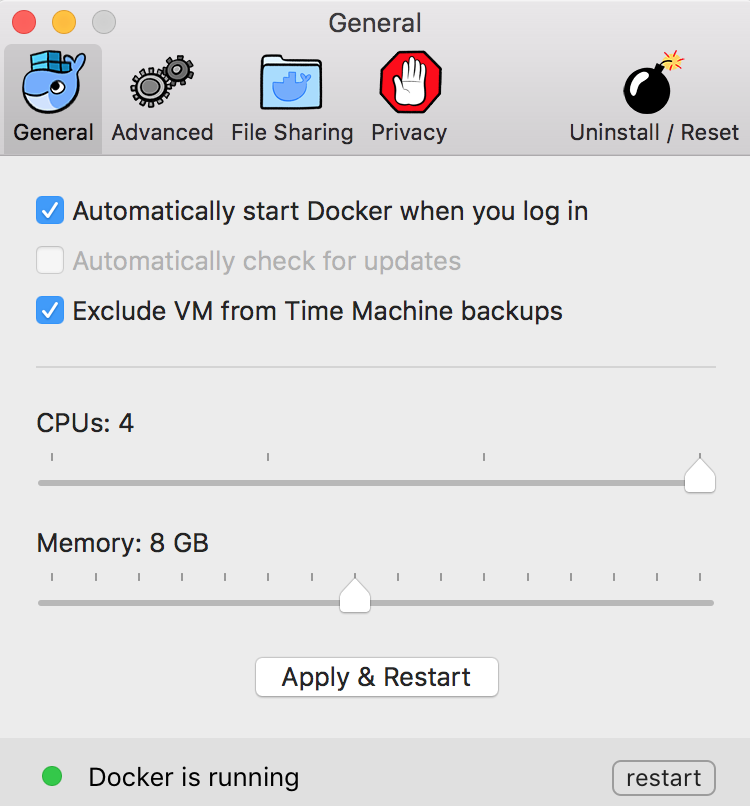 General
General Advanced File Sharing Privacy Uninstall / Reset
Automatically start Docker when you log in
Automatically check for updates
Exclude VM from Time Machine backups
CPUs: 4
Memory: 8 GB
Apply & Restart
Docker is running restart